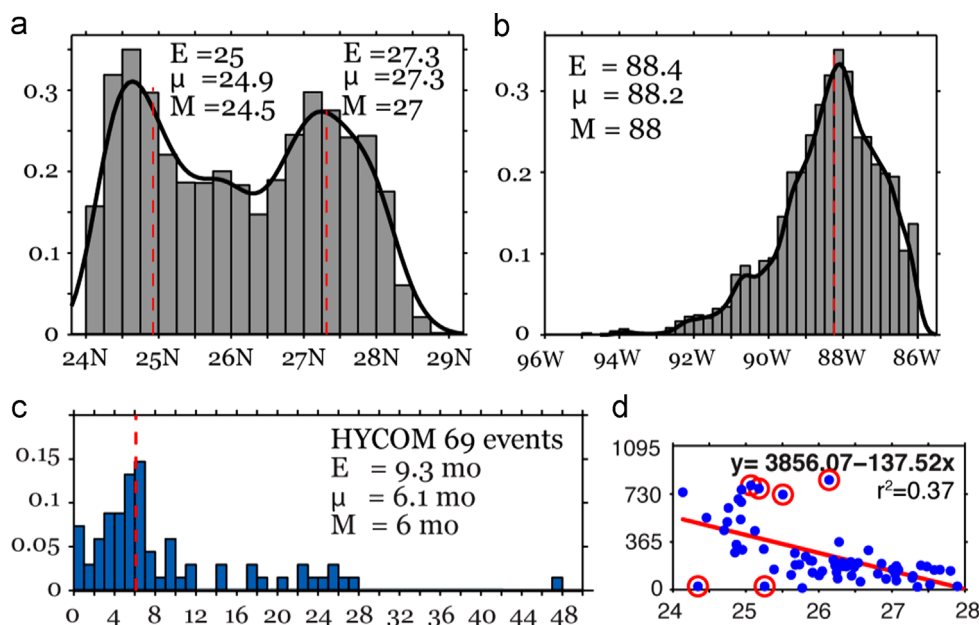 a
E =25
μ =24.9
M =24.5
E =27.3
μ =27.3
M =27
0.3
0.2
0.1
0
24N 25N 26N 27N 28N 29N
b
E = 88.4
μ = 88.2
M = 88
0.3
0.2
0.1
0
96W 94W 92W 90W 88W 86W
c
HYCOM 69 events
E = 9.3 mo
μ = 6.1 mo
M = 6 mo
0.15
0.1
0.05
0
0 4 8 12 16 20 24 28 32 36 40 44 48
d
y= 3856.07−137.52x
r²=0.37
1095
730
365
0
24 25 26 27 28